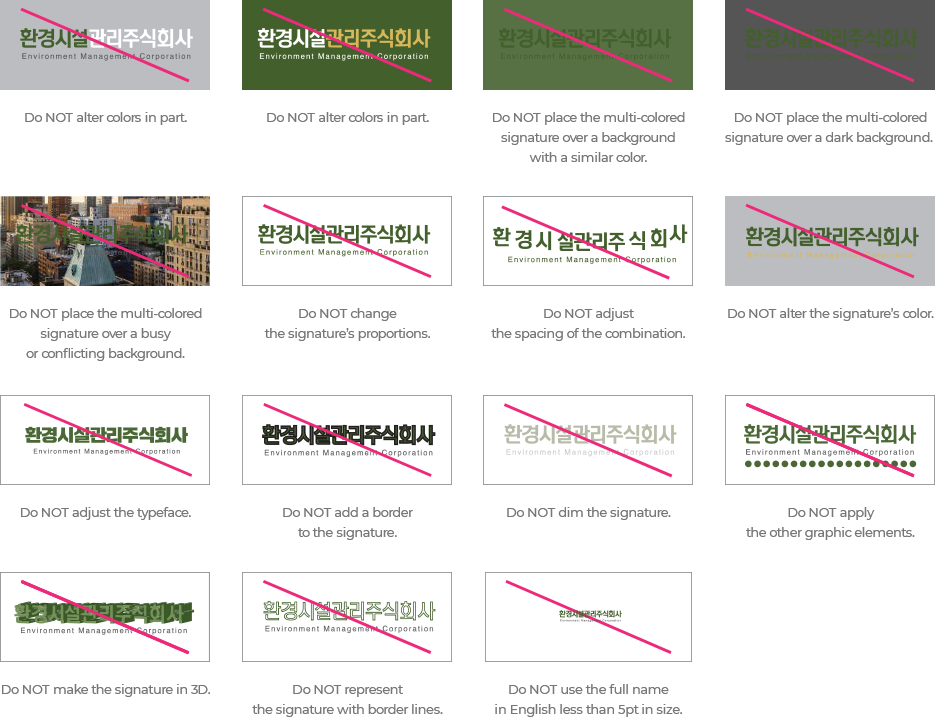 환경시설관리주식회사
Environment Management Corporation
환경시설관리주식회사
Environment Management Corporation
환경시설관리주식회사
Environment Management Corporation
환경시설관리주식회사
Environment Management Corporation
Do NOT alter colors in part.
Do NOT alter colors in part.
Do NOT place the multi-colored
signature over a background
with a similar color.
Do NOT place the multi-colored
signature over a dark background.
환경시설관리주식회사
환경시설관리주식회사
Environment Management Corporation
환경시설관리주식회사
Environment Management Corporation
환경시설관리주식회사
Environment Management Corporation
Do NOT place the multi-colored
signature over a busy
or conflicting background.
Do NOT change
the signature's proportions.
Do NOT adjust
the spacing of the combination.
Do NOT alter the signature's color.
환경시설관리주식회사
Environment Management Corporation
환경시설관리주식회사
Environment Management Corporation
환경시설관리주식회사
Environment Management Corporation
환경시설관리주식회사
Environment Management Corporation
Do NOT adjust the typeface.
Do NOT add a border
to the signature.
Do NOT dim the signature.
Do NOT apply
the other graphic elements.
환경시설관리주식회사
Environment Management Corporation
환경시설관리주식회사
Environment Management Corporation
환경시설관리주식회사
Environment Management Corporation
Do NOT make the signature in 3D.
Do NOT represent
the signature with border lines.
Do NOT use the full name
in English less than 5pt in size.